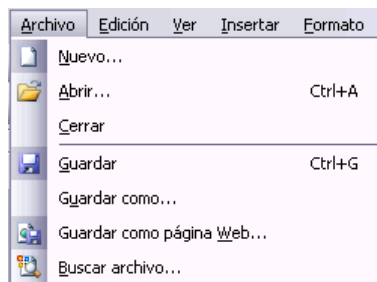 Archivo Edición Ver Insertar Formato
Nuevo...
Abrir... Ctrl+A
Cerrar
Guardar Ctrl+G
Guardar como...
Guardar como página Web...
Buscar archivo...